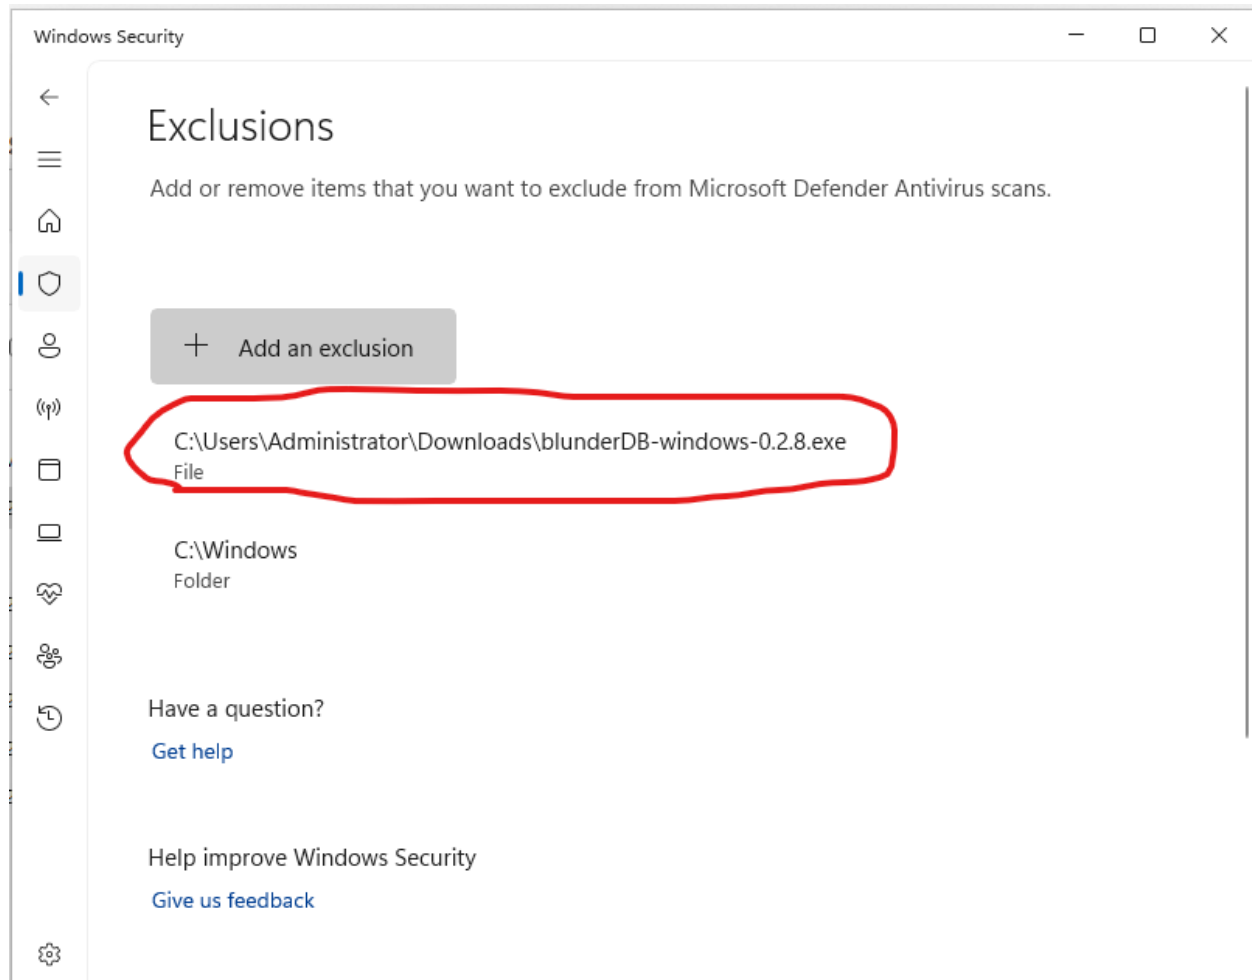 Windows Security
Exclusions
Add or remove items that you want to exclude from Microsoft Defender Antivirus scans.
Add an exclusion
C:\Users\Administrator\Downloads\blunderDB-windows-0.2.8.exe
File
C:\Windows
Folder
Have a question?
Get help
Help improve Windows Security
Give us feedback